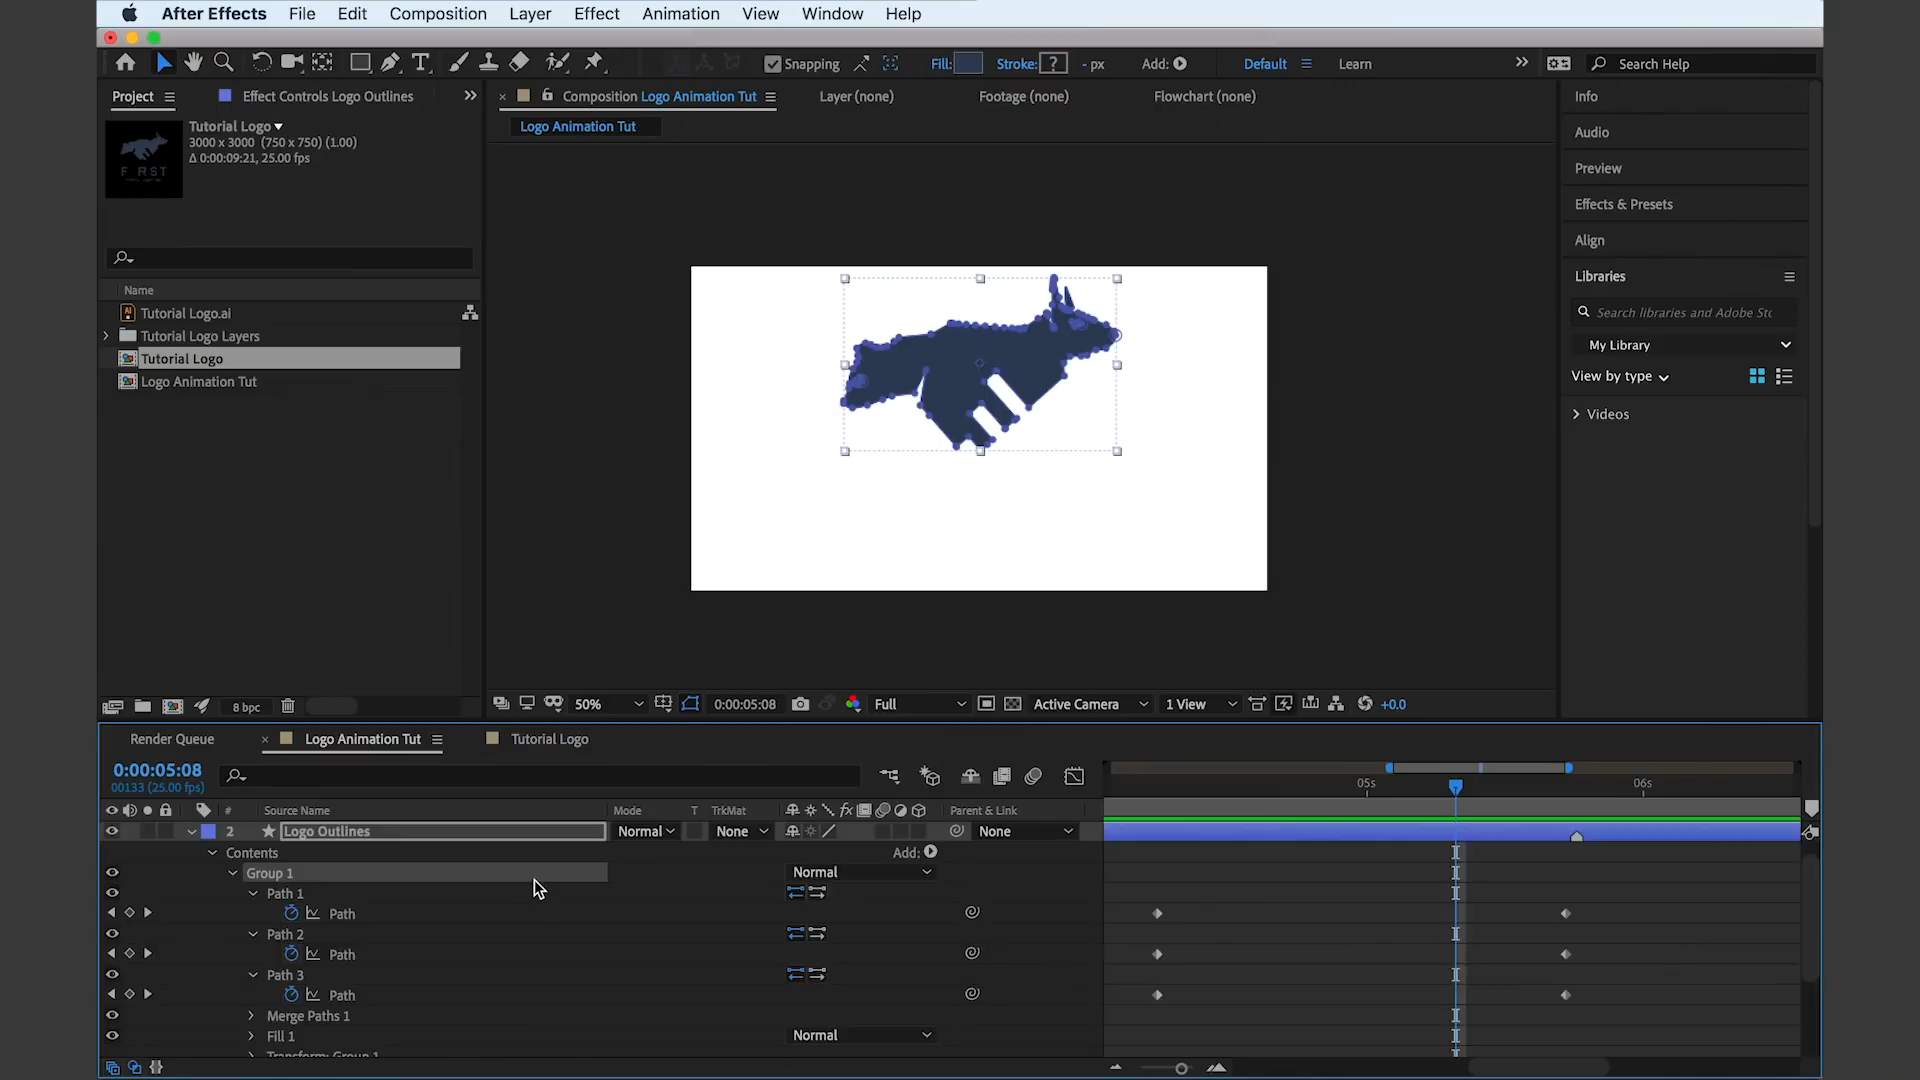 After Effects File Edit Composition Layer Effect Animation View Window Help
Snapping Fill: Stroke: ? - px Add: Default Learn Search Help
Project Effect Controls Logo Outlines Composition Logo Animation Tut Layer (none) Footage (none) Flowchart (none) Info
Tutorial Logo
3000 x 3000 (750 x 750) (1.00)
Δ 0:00:09:21, 25.00 fps
F RST
Logo Animation Tut
Audio
Preview
Effects & Presets
Align
Libraries
Search libraries and Adobe Stc
My Library
View by type
Videos
Name
Tutorial Logo.ai
Tutorial Logo Layers
Tutorial Logo
Logo Animation Tut
8 bpc 50% 0:00:05:08 Full Active Camera 1 View +0.0
Render Queue Logo Animation Tut Tutorial Logo
0:00:05:08
00133 (25.00 fps)
05s 06s
# Source Name Mode T TrkMat fx Parent & Link
2 Logo Outlines Normal None None
Contents Add:
Group 1 Normal
Path 1
Path
Path 2
Path
Path 3
Path
Merge Paths 1
Fill 1 Normal
Transform: Group 1